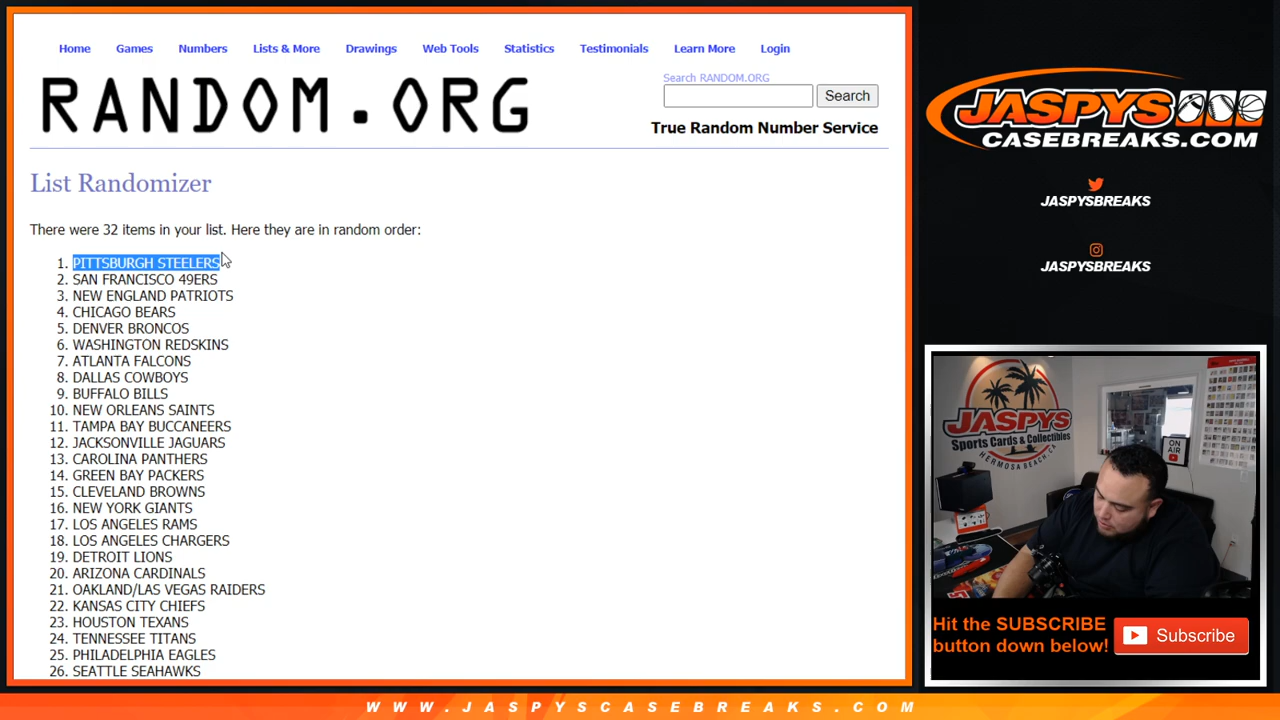 Home Games Numbers Lists & More Drawings Web Tools Statistics Testimonials Learn More Login
RANDOM.ORG
Search RANDOM.ORG
Search
True Random Number Service
List Randomizer
There were 32 items in your list. Here they are in random order:
1. PITTSBURGH STEELERS
2. SAN FRANCISCO 49ERS
3. NEW ENGLAND PATRIOTS
4. CHICAGO BEARS
5. DENVER BRONCOS
6. WASHINGTON REDSKINS
7. ATLANTA FALCONS
8. DALLAS COWBOYS
9. BUFFALO BILLS
10. NEW ORLEANS SAINTS
11. TAMPA BAY BUCCANEERS
12. JACKSONVILLE JAGUARS
13. CAROLINA PANTHERS
14. GREEN BAY PACKERS
15. CLEVELAND BROWNS
16. NEW YORK GIANTS
17. LOS ANGELES RAMS
18. LOS ANGELES CHARGERS
19. DETROIT LIONS
20. ARIZONA CARDINALS
21. OAKLAND/LAS VEGAS RAIDERS
22. KANSAS CITY CHIEFS
23. HOUSTON TEXANS
24. TENNESSEE TITANS
25. PHILADELPHIA EAGLES
26. SEATTLE SEAHAWKS
JASPYS
CASEBREAKS.COM
JASPYSBREAKS
JASPYSBREAKS
JASPYS
Sports Cards & Collectibles
HERMOSA BEACH, CA
ON AIR
Hit the SUBSCRIBE
button down below!
Subscribe
WWW.JASPYSCASEBREAKS.COM